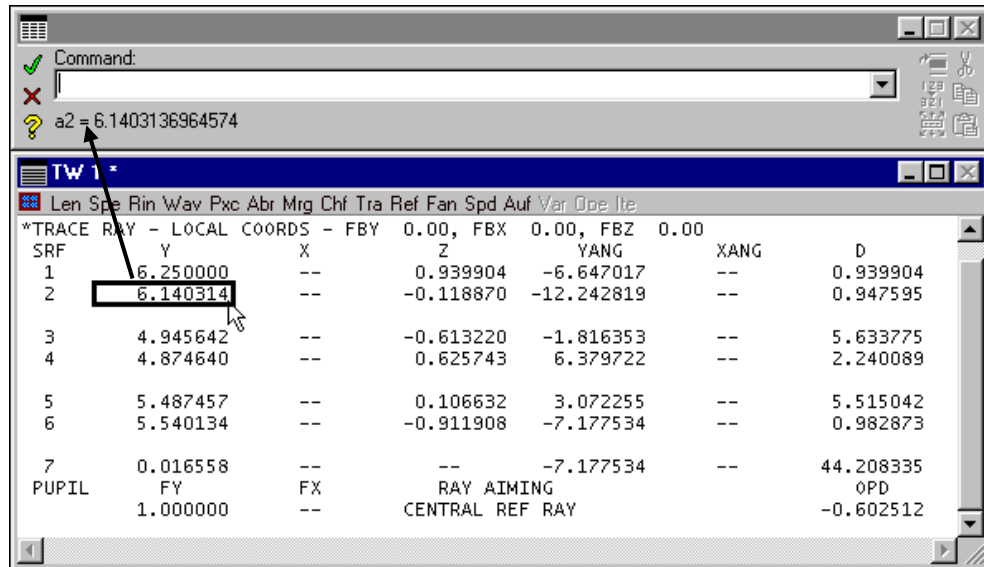 Command:
a2 = 6.1403136964574
TW 1 *
Len Spe Rin Wav Pxc Abr Mrg Chf Tra Ref Fan Spd Auf Var Ope Ite
*TRACE RAY - LOCAL COORDS - FBY 0.00, FBX 0.00, FBZ 0.00
SRF Y X Z YANG XANG D
1 6.250000 -- 0.939904 -6.647017 -- 0.939904
2 6.140314 -- -0.118870 -12.242819 -- 0.947595
3 4.945642 -- -0.613220 -1.816353 -- 5.633775
4 4.874640 -- 0.625743 6.379722 -- 2.240089
5 5.487457 -- 0.106632 3.072255 -- 5.515042
6 5.540134 -- -0.911908 -7.177534 -- 0.982873
7 0.016558 -- -- -7.177534 -- 44.208335
PUPIL FY FX RAY AIMING OPD
1.000000 -- CENTRAL REF RAY -0.602512